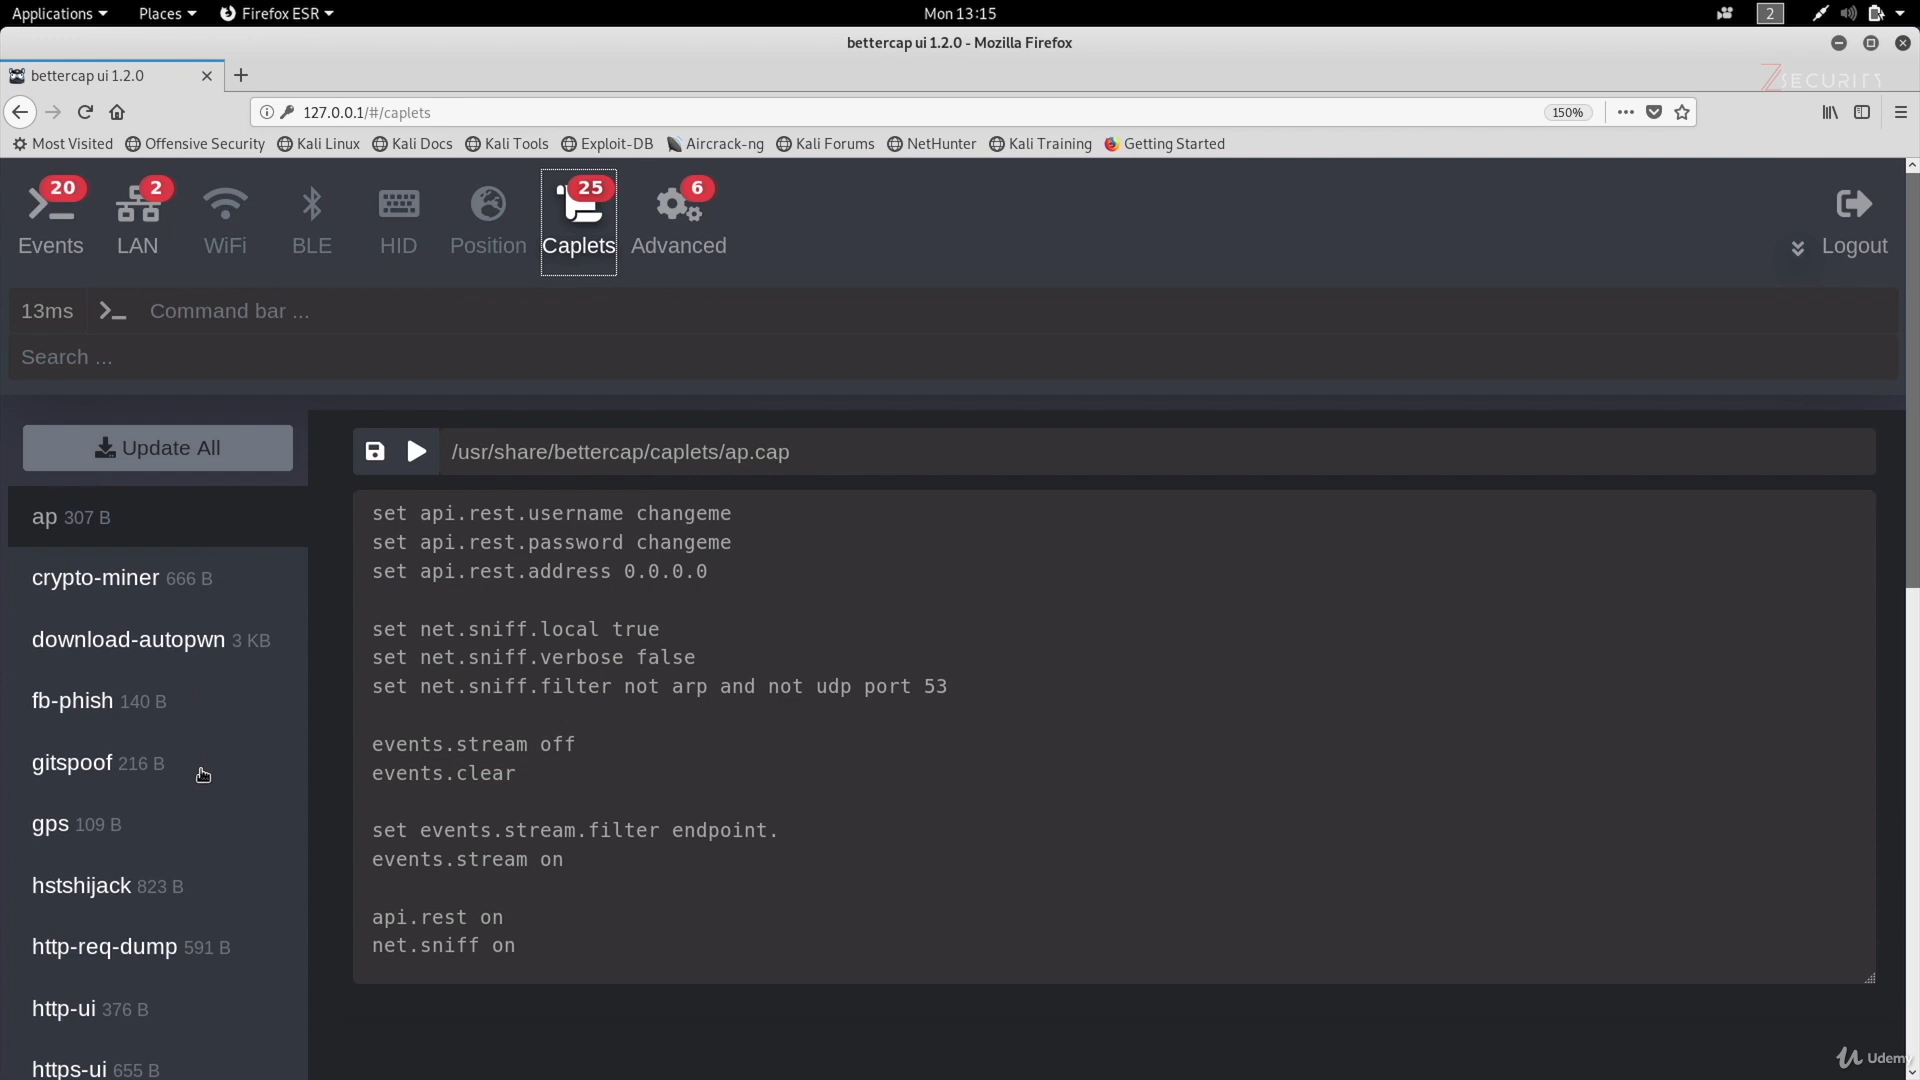 Applications Places Firefox ESR Mon 13:15 2
bettercap ui 1.2.0 - Mozilla Firefox
bettercap ui 1.2.0
ZSECURITY
127.0.0.1/#/caplets 150%
Most Visited Offensive Security Kali Linux Kali Docs Kali Tools Exploit-DB Aircrack-ng Kali Forums NetHunter Kali Training Getting Started
20 2 25 6
Events LAN WiFi BLE HID Position Caplets Advanced Logout
13ms Command bar ...
Search ...
Update All
/usr/share/bettercap/caplets/ap.cap
ap 307 B
crypto-miner 666 B
download-autopwn 3 KB
fb-phish 140 B
gitspoof 216 B
gps 109 B
hstshijack 823 B
http-req-dump 591 B
http-ui 376 B
https-ui 655 B
set api.rest.username changeme
set api.rest.password changeme
set api.rest.address 0.0.0.0
set net.sniff.local true
set net.sniff.verbose false
set net.sniff.filter not arp and not udp port 53
events.stream off
events.clear
set events.stream.filter endpoint.
events.stream on
api.rest on
net.sniff on
Udemy